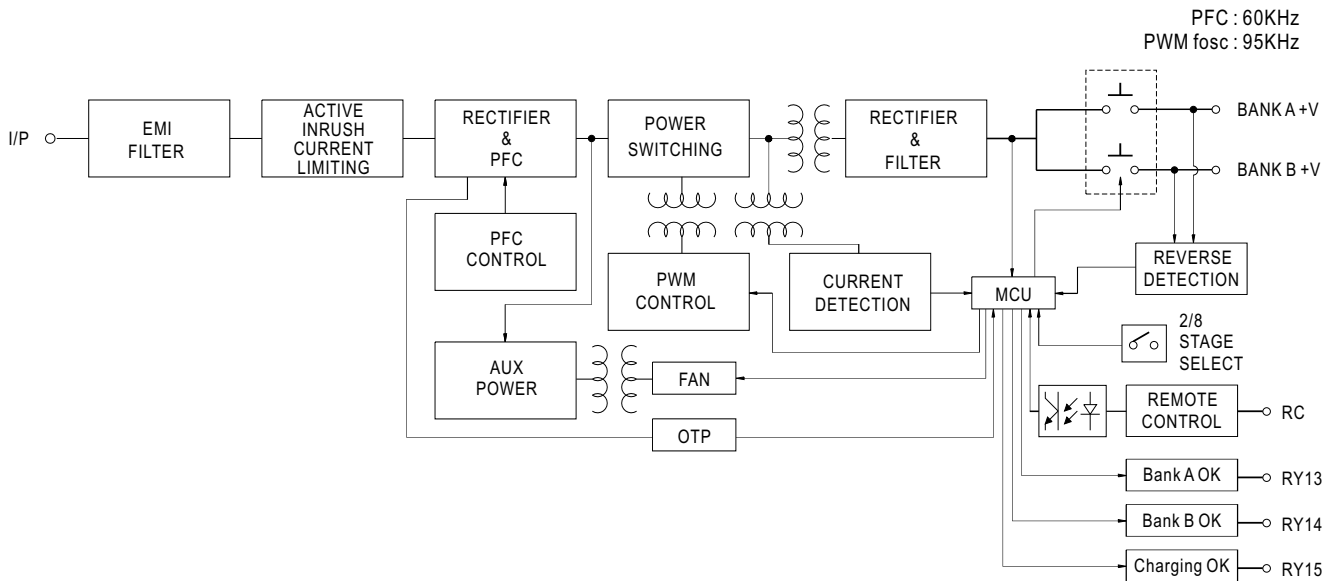 PFC : 60KHz
PWM fosc : 95KHz
I/P
EMI
FILTER
ACTIVE
INRUSH
CURRENT
LIMITING
RECTIFIER
&
PFC
POWER
SWITCHING
RECTIFIER
&
FILTER
BANK A +V
BANK B +V
PFC
CONTROL
PWM
CONTROL
CURRENT
DETECTION
MCU
REVERSE
DETECTION
2/8
STAGE
SELECT
AUX
POWER
FAN
OTP
REMOTE
CONTROL
RC
Bank A OK
RY13
Bank B OK
RY14
Charging OK
RY15